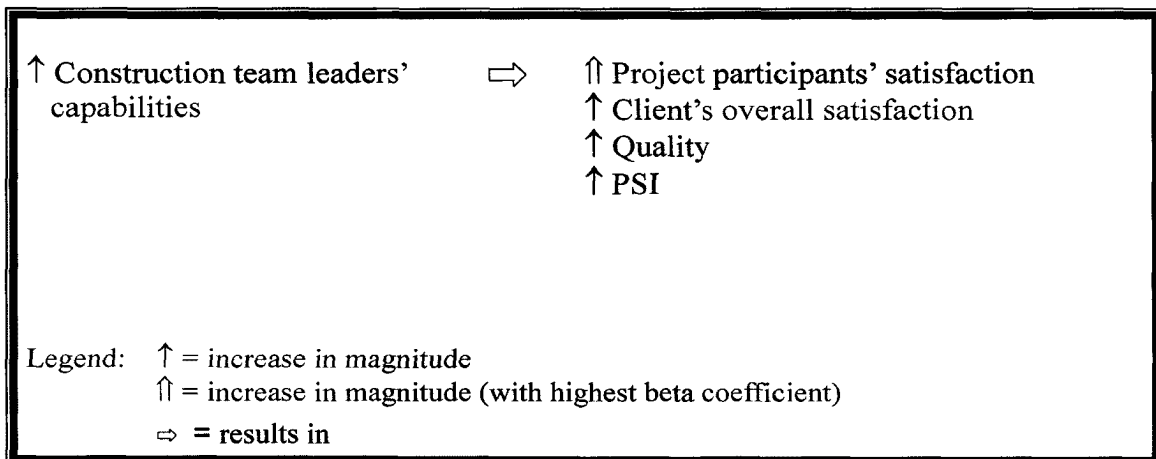 ↑ Construction team leaders' ⇨ ⇑ Project participants' satisfaction
capabilities ↑ Client's overall satisfaction
↑ Quality
↑ PSI
Legend: ↑ = increase in magnitude
⇑ = increase in magnitude (with highest beta coefficient)
⇨ = results in